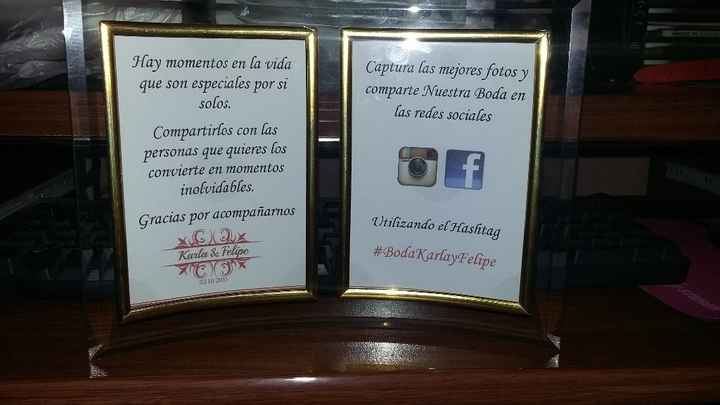 Hay momentos en la vida
que son especiales por si
solos.
Compartirlos con las
personas que quieres los
convierte en momentos
inolvidables.
Gracias por acompañarnos
Karla & Felipe
Captura las mejores fotos y
comparte Nuestra Boda en
las redes sociales
f
Utilizando el Hashtag
#BodaKarlayFelipe